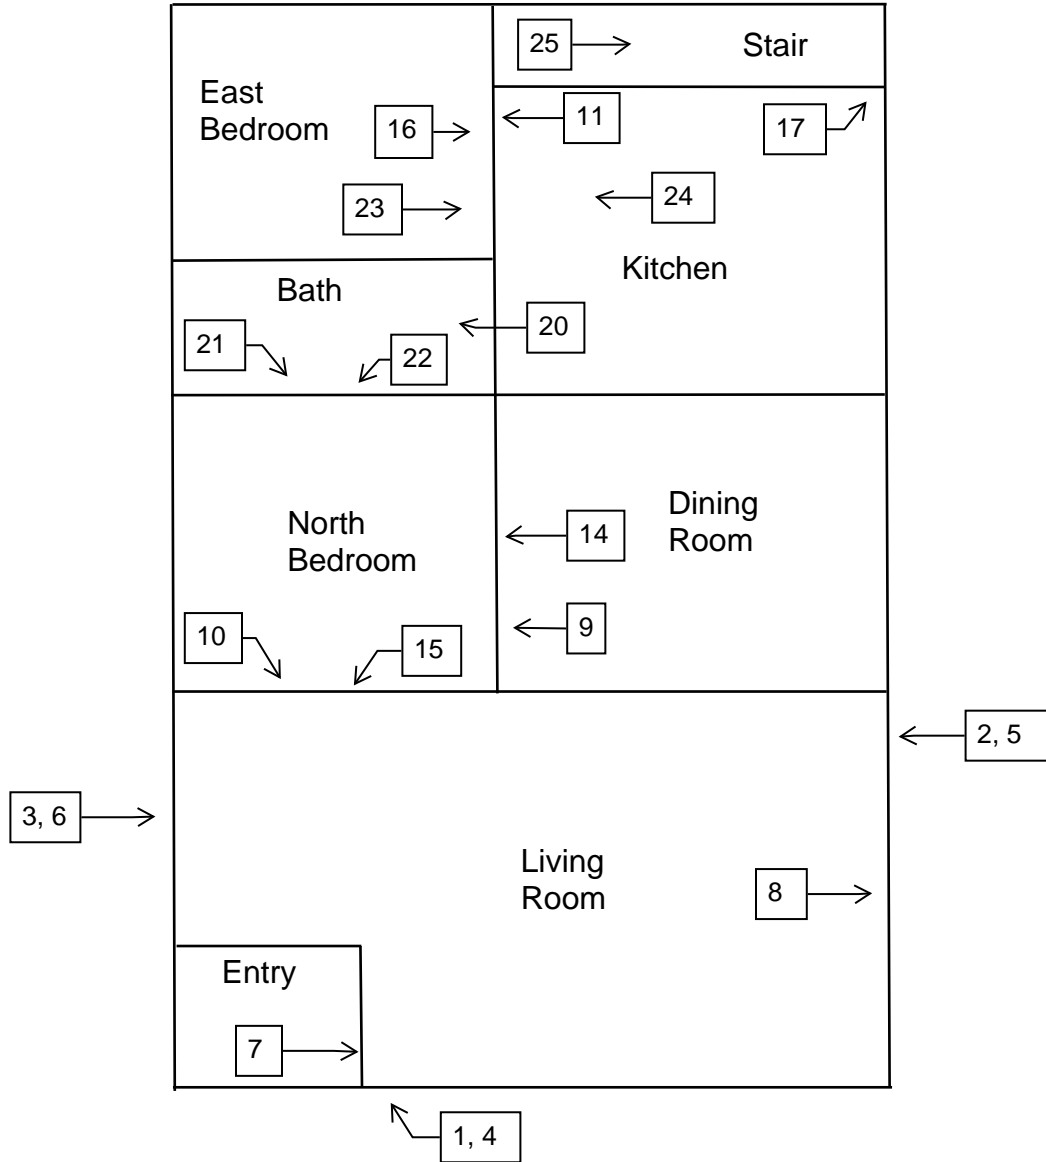 25
Stair
East
Bedroom
16
11
17
23
24
Kitchen
Bath
20
21
22
North
Bedroom
14
Dining
Room
10
15
9
2, 5
3, 6
Living
Room
8
Entry
7
1, 4